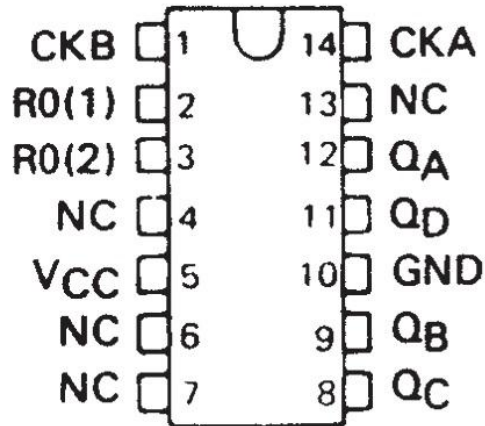 CKB 1 14 CKA
R0(1) 2 13 NC
R0(2) 3 12 QA
NC 4 11 QD
VCC 5 10 GND
NC 6 9 QB
NC 7 8 QC